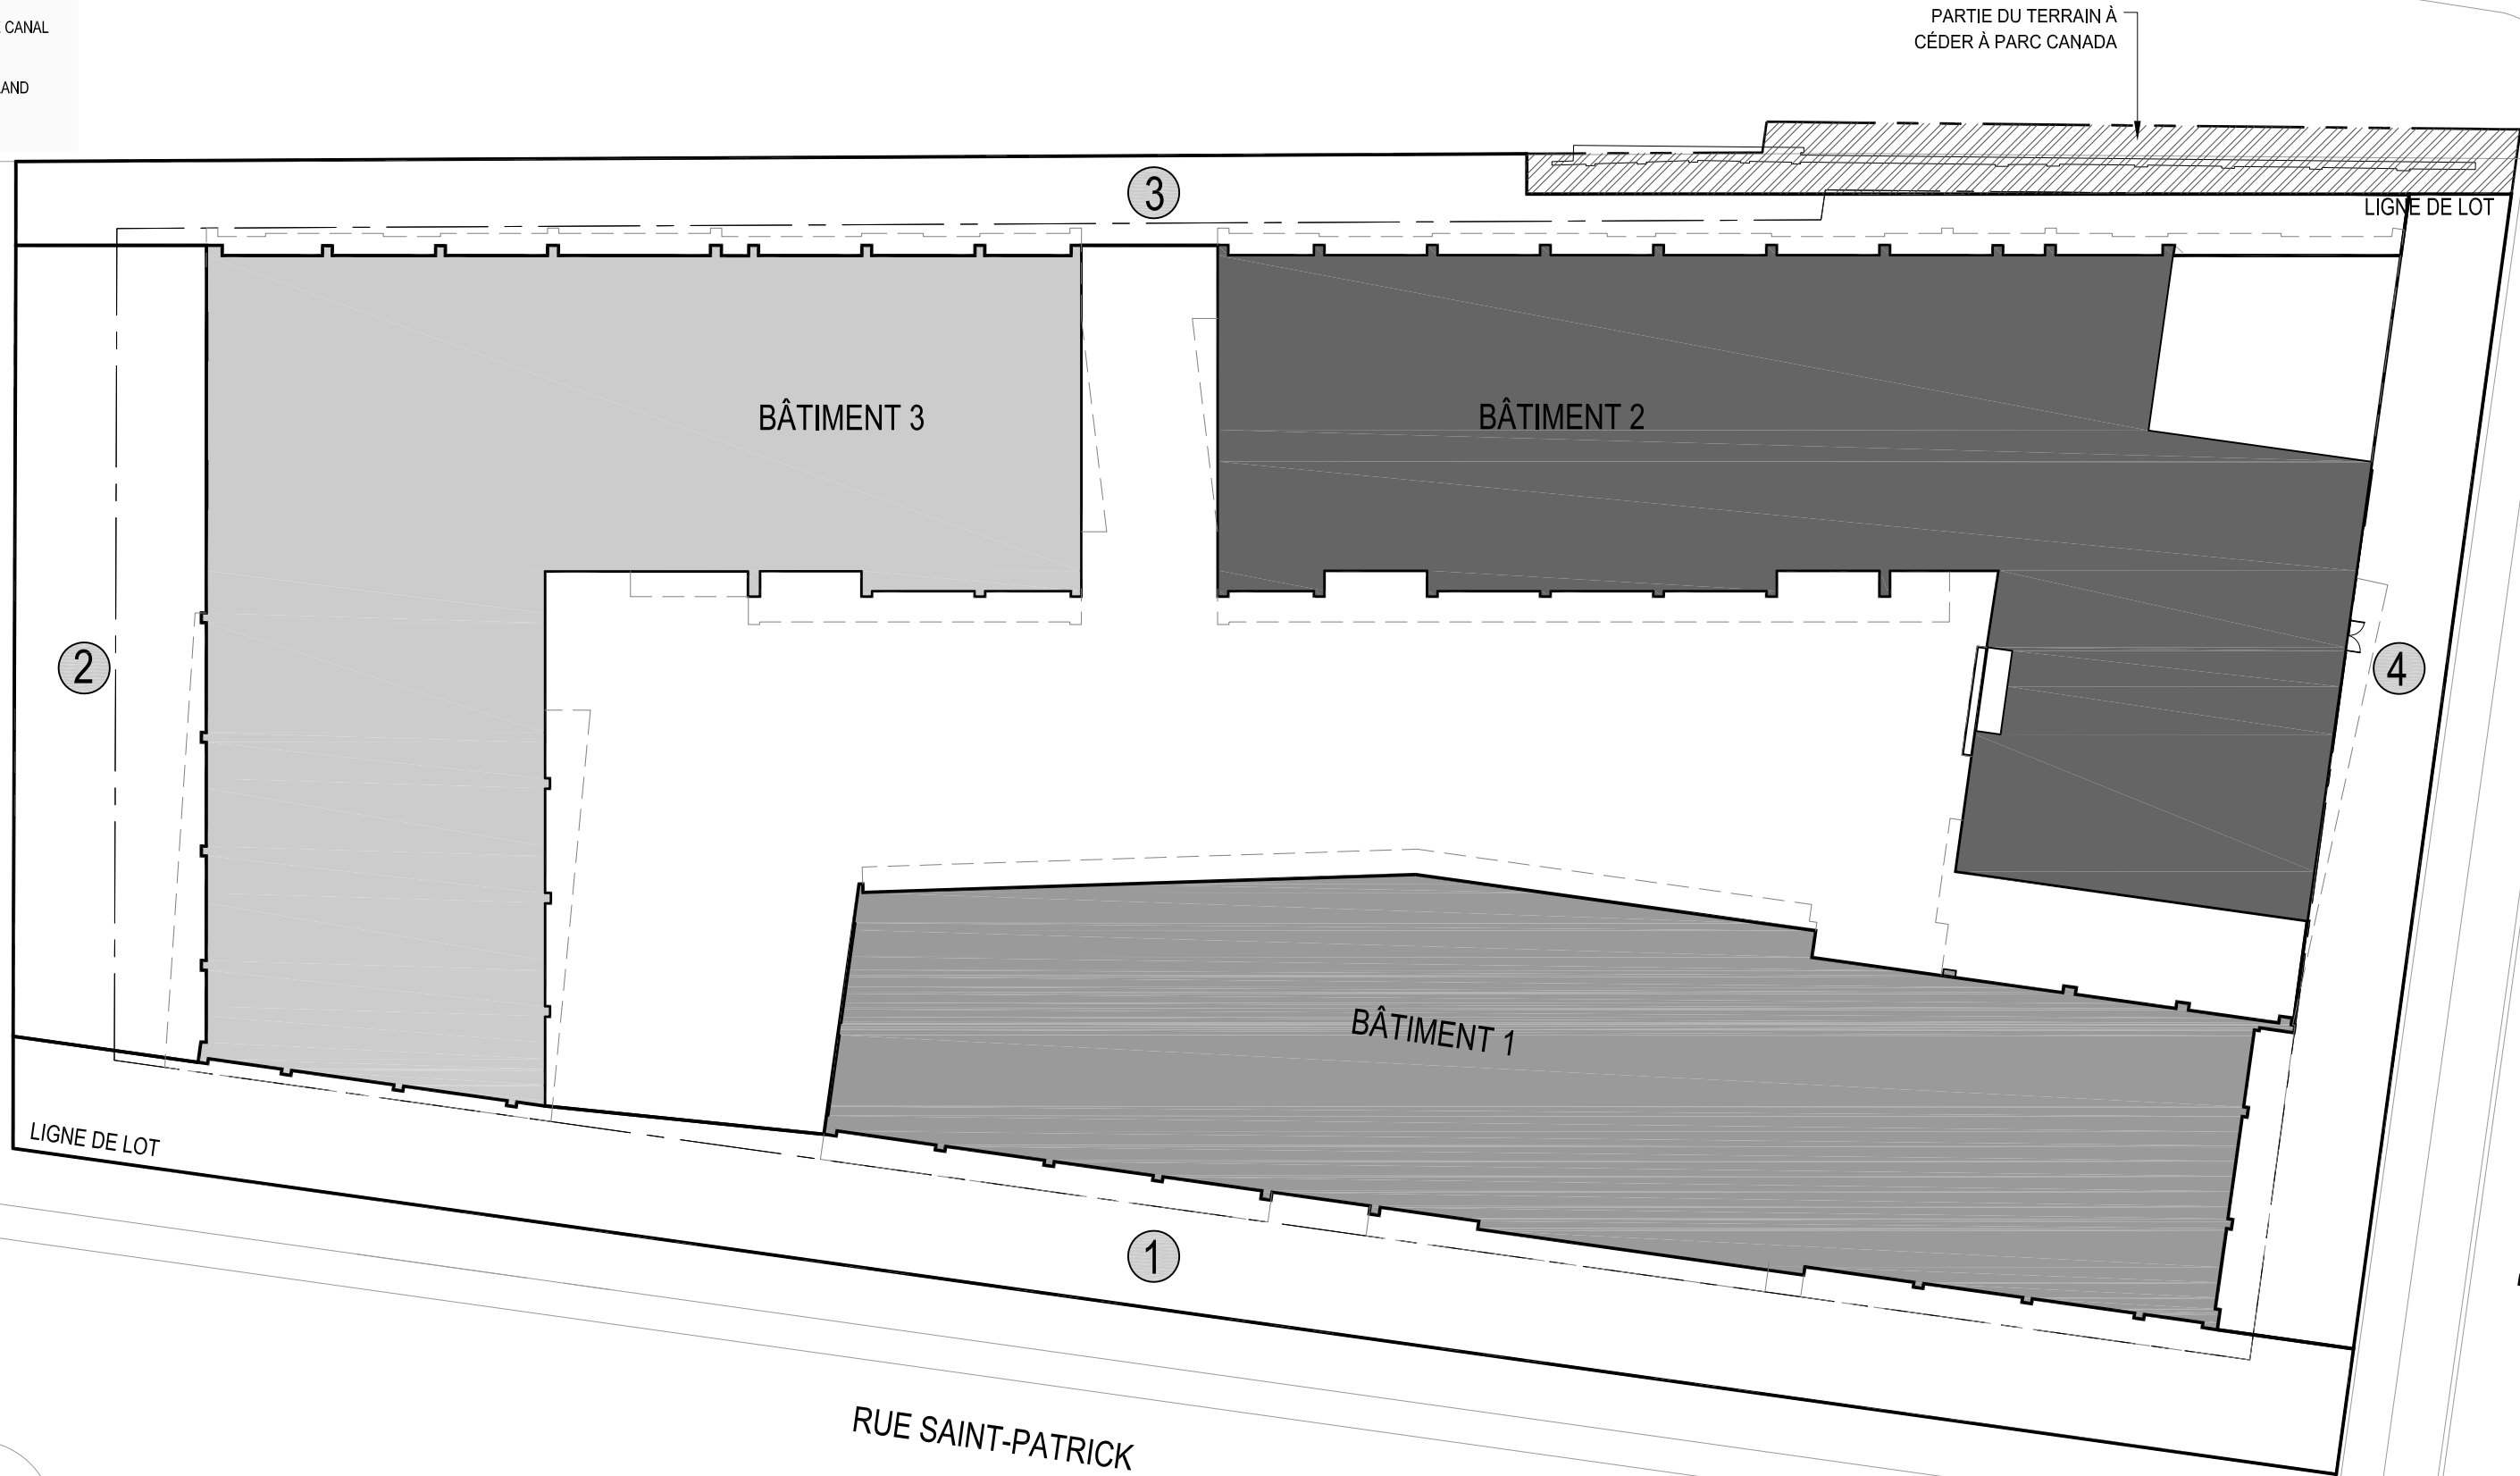 CANAL
PARTIE DU TERRAIN À
CÉDER À PARC CANADA
3
LIGNE DE LOT
BÂTIMENT 3
BÂTIMENT 2
2
4
BÂTIMENT 1
LIGNE DE LOT
1
RUE SAINT-PATRICK